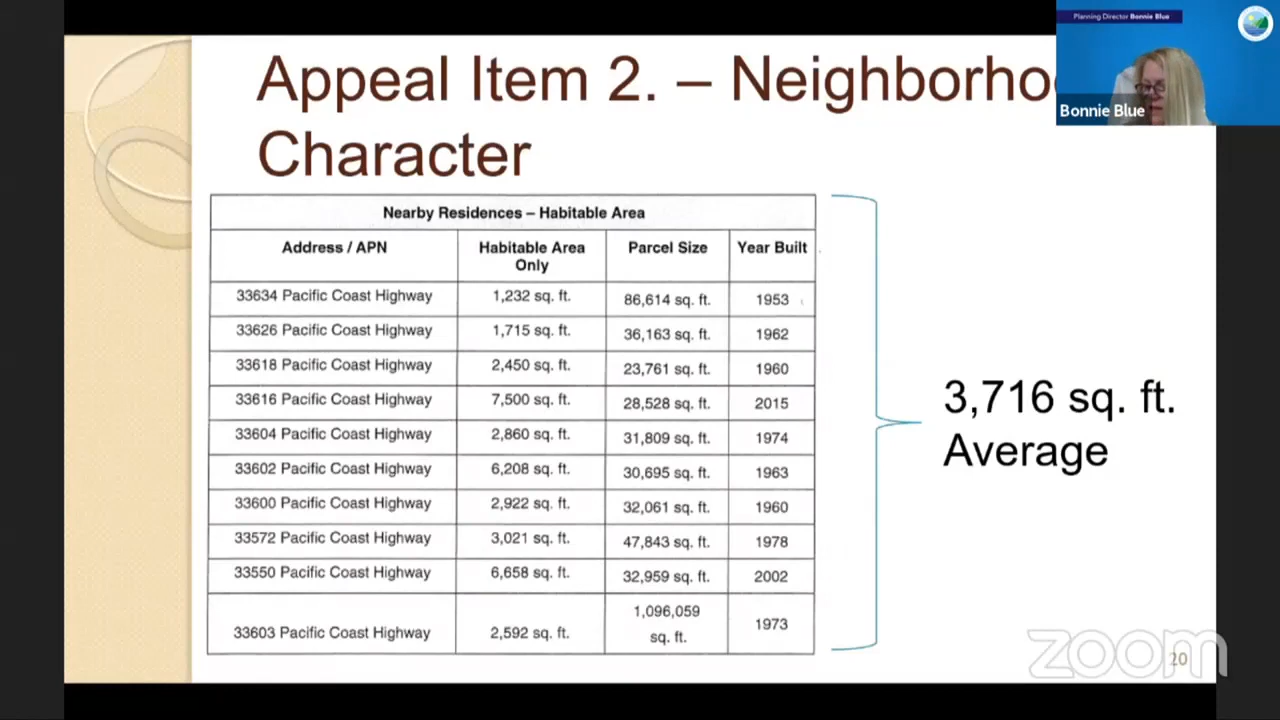 Planning Director Bonnie Blue
Bonnie Blue
Appeal Item 2. – Neighborho
Character
Nearby Residences – Habitable Area
Address / APN Habitable Area Only Parcel Size Year Built
33634 Pacific Coast Highway 1,232 sq. ft. 86,614 sq. ft. 1953
33626 Pacific Coast Highway 1,715 sq. ft. 36,163 sq. ft. 1962
33618 Pacific Coast Highway 2,450 sq. ft. 23,761 sq. ft. 1960
33616 Pacific Coast Highway 7,500 sq. ft. 28,528 sq. ft. 2015
33604 Pacific Coast Highway 2,860 sq. ft. 31,809 sq. ft. 1974
33602 Pacific Coast Highway 6,208 sq. ft. 30,695 sq. ft. 1963
33600 Pacific Coast Highway 2,922 sq. ft. 32,061 sq. ft. 1960
33572 Pacific Coast Highway 3,021 sq. ft. 47,843 sq. ft. 1978
33550 Pacific Coast Highway 6,658 sq. ft. 32,959 sq. ft. 2002
33603 Pacific Coast Highway 2,592 sq. ft. 1,096,059 sq. ft. 1973
3,716 sq. ft.
Average
zoom
20